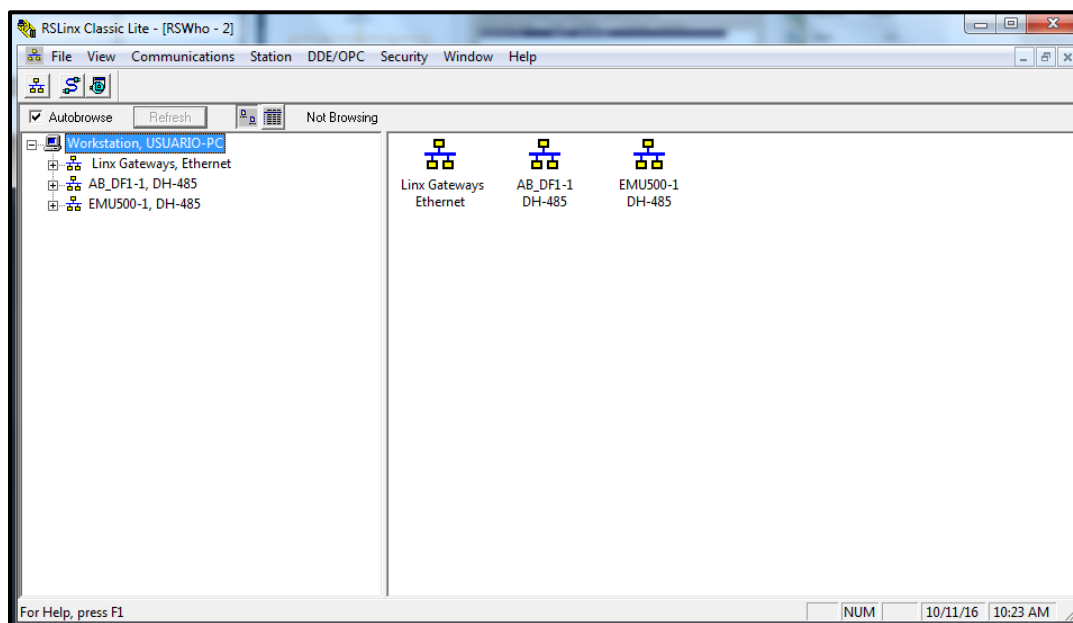 RSLinx Classic Lite - [RSWho - 2]
File View Communications Station DDE/OPC Security Window Help
Autobrowse Refresh Not Browsing
Workstation, USUARIO-PC
Linx Gateways, Ethernet
AB_DF1-1, DH-485
EMU500-1, DH-485
Linx Gateways AB_DF1-1 EMU500-1
Ethernet DH-485 DH-485
For Help, press F1 NUM 10/11/16 10:23 AM